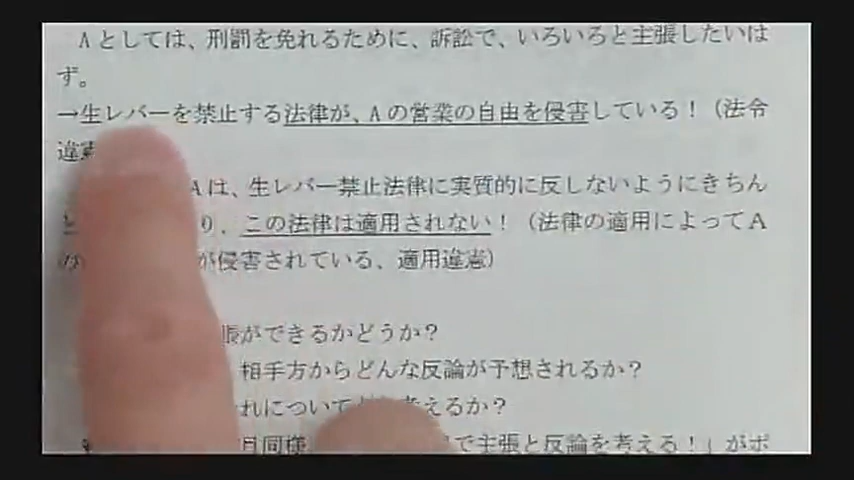 Aとしては、刑罰を免れるために、訴訟で、いろいろと主張したいは
ず。
→生レバーを禁止する法律が、Aの営業の自由を侵害している！（法令
違憲
Aは、生レバー禁止法律に実質的に反しないようにきちん
と り、この法律は適用されない！（法律の適用によってA
が侵害されている、適用違憲）
張ができるかどうか？
相手方からどんな反論が予想されるか？
れについて 考えるか？
同様 で主張と反論を考える！」がポ